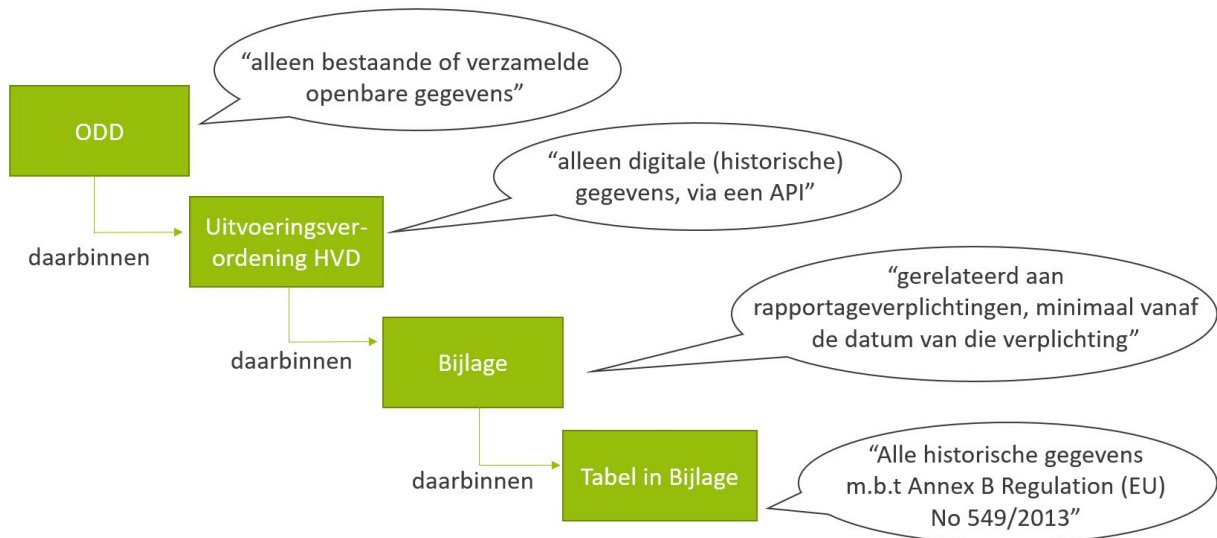 “alleen bestaande of verzamelde
openbare gegevens”
ODD
“alleen digitale (historische)
gegevens, via een API”
daarbinnen
Uitvoeringsver-
ordening HVD
“gerelateerd aan
rapportageverplichtingen, minimaal vanaf
de datum van die verplichting”
daarbinnen
Bijlage
“Alle historische gegevens
m.b.t Annex B Regulation (EU)
No 549/2013”
daarbinnen
Tabel in Bijlage